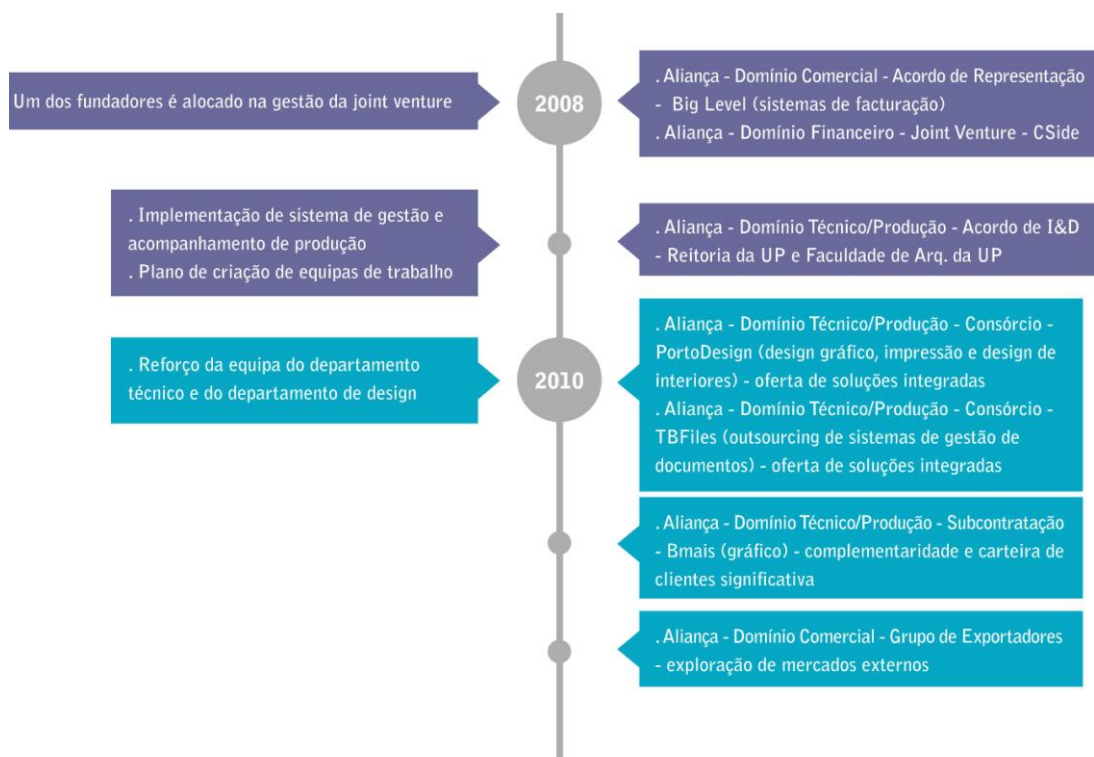 Um dos fundadores é alocado na gestão da joint venture
2008
. Aliança - Domínio Comercial - Acordo de Representação
- Big Level (sistemas de facturação)
. Aliança - Domínio Financeiro - Joint Venture - CSide
. Implementação de sistema de gestão e
acompanhamento de produção
. Plano de criação de equipas de trabalho
. Aliança - Domínio Técnico/Produção - Acordo de I&D
- Reitoria da UP e Faculdade de Arq. da UP
. Reforço da equipa do departamento
técnico e do departamento de design
2010
. Aliança - Domínio Técnico/Produção - Consórcio -
PortoDesign (design gráfico, impressão e design de
interiores) - oferta de soluções integradas
. Aliança - Domínio Técnico/Produção - Consórcio -
TBFiles (outsourcing de sistemas de gestão de
documentos) - oferta de soluções integradas
. Aliança - Domínio Técnico/Produção - Subcontratação
- Bmais (gráfico) - complementaridade e carteira de
clientes significativa
. Aliança - Domínio Comercial - Grupo de Exportadores
- exploração de mercados externos